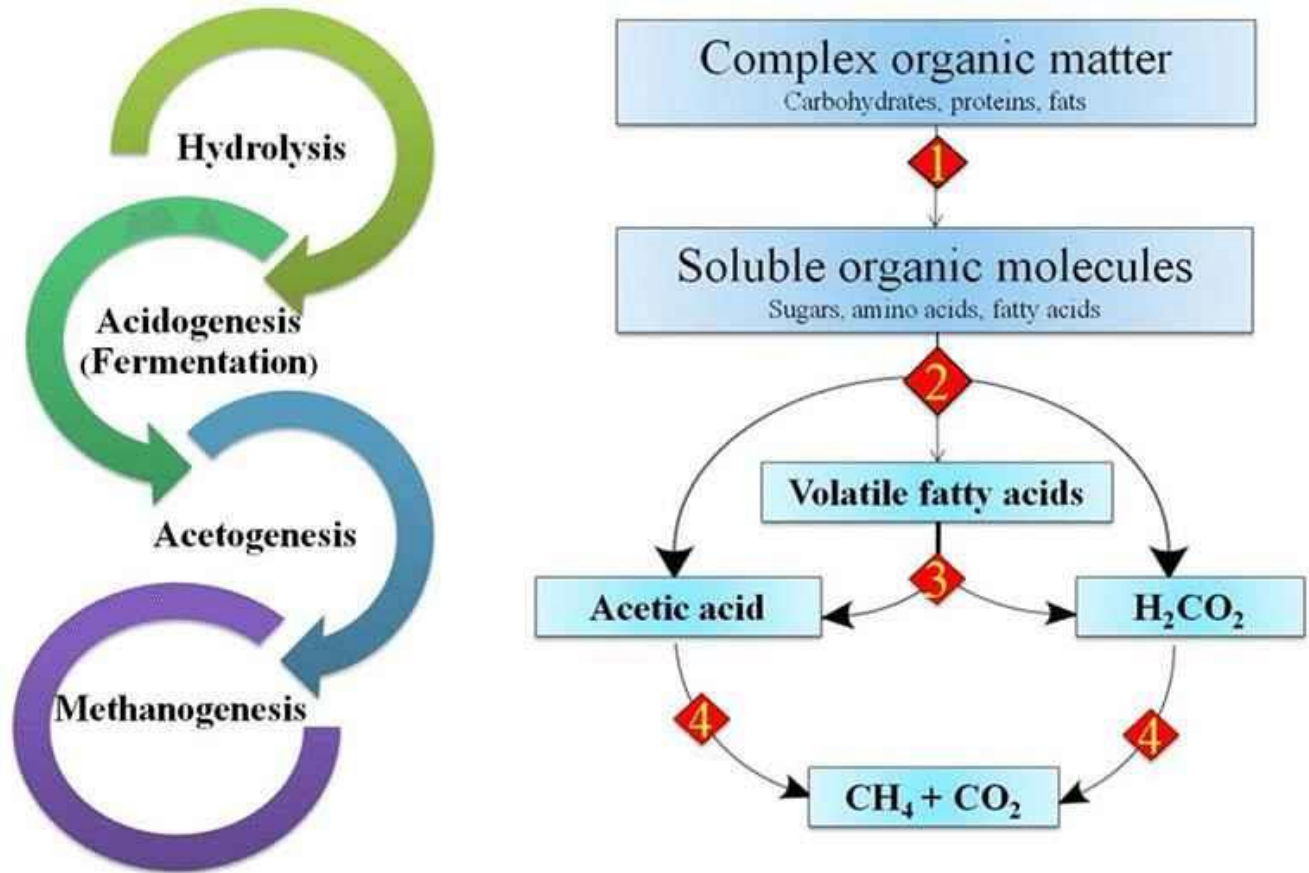 Hydrolysis
Acidogenesis
(Fermentation)
Acetogenesis
Methanogenesis
Complex organic matter
Carbohydrates, proteins, fats
1
Soluble organic molecules
Sugars, amino acids, fatty acids
2
Volatile fatty acids
3
Acetic acid
H₂CO₂
4
4
CH₄ + CO₂